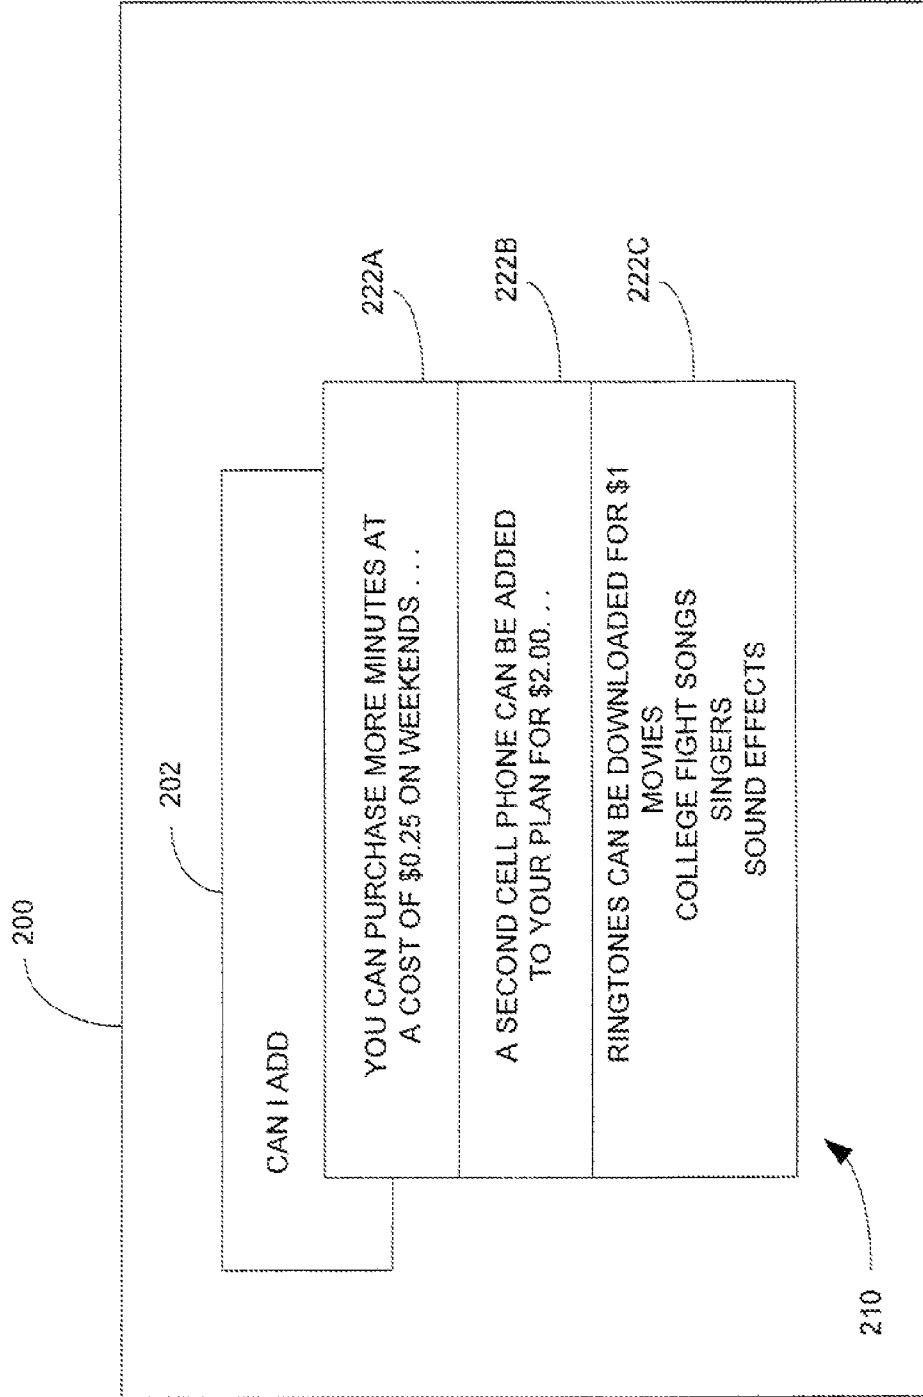 200
202
CAN I ADD
YOU CAN PURCHASE MORE MINUTES AT
A COST OF $0.25 ON WEEKENDS . . .
222A
A SECOND CELL PHONE CAN BE ADDED
TO YOUR PLAN FOR $2.00. . .
222B
RINGTONES CAN BE DOWNLOADED FOR $1
MOVIES
COLLEGE FIGHT SONGS
SINGERS
SOUND EFFECTS
222C
210